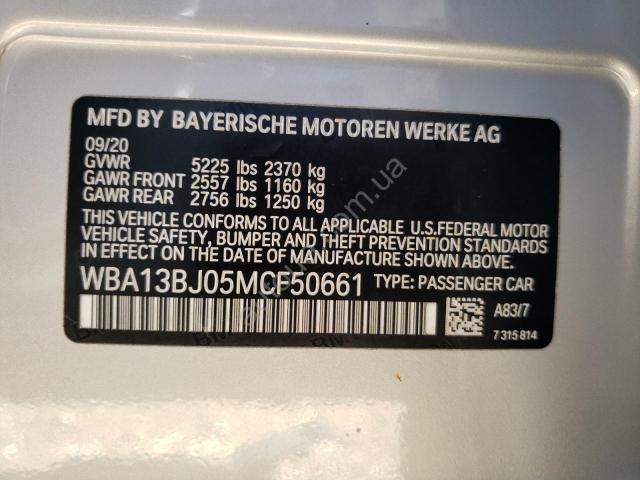 MFD BY BAYERISCHE MOTOREN WERKE AG
09/20
GVWR 5225 lbs 2370 kg
GAWR FRONT 2557 lbs 1160 kg
GAWR REAR 2756 lbs 1250 kg
THIS VEHICLE CONFORMS TO ALL APPLICABLE U.S.FEDERAL MOTOR
VEHICLE SAFETY, BUMPER AND THEFT PREVENTION STANDARDS
IN EFFECT ON THE DATE OF MANUFACTURE SHOWN ABOVE.
WBA13BJ05MCF50661 TYPE: PASSENGER CAR
A83/7
7 315 814